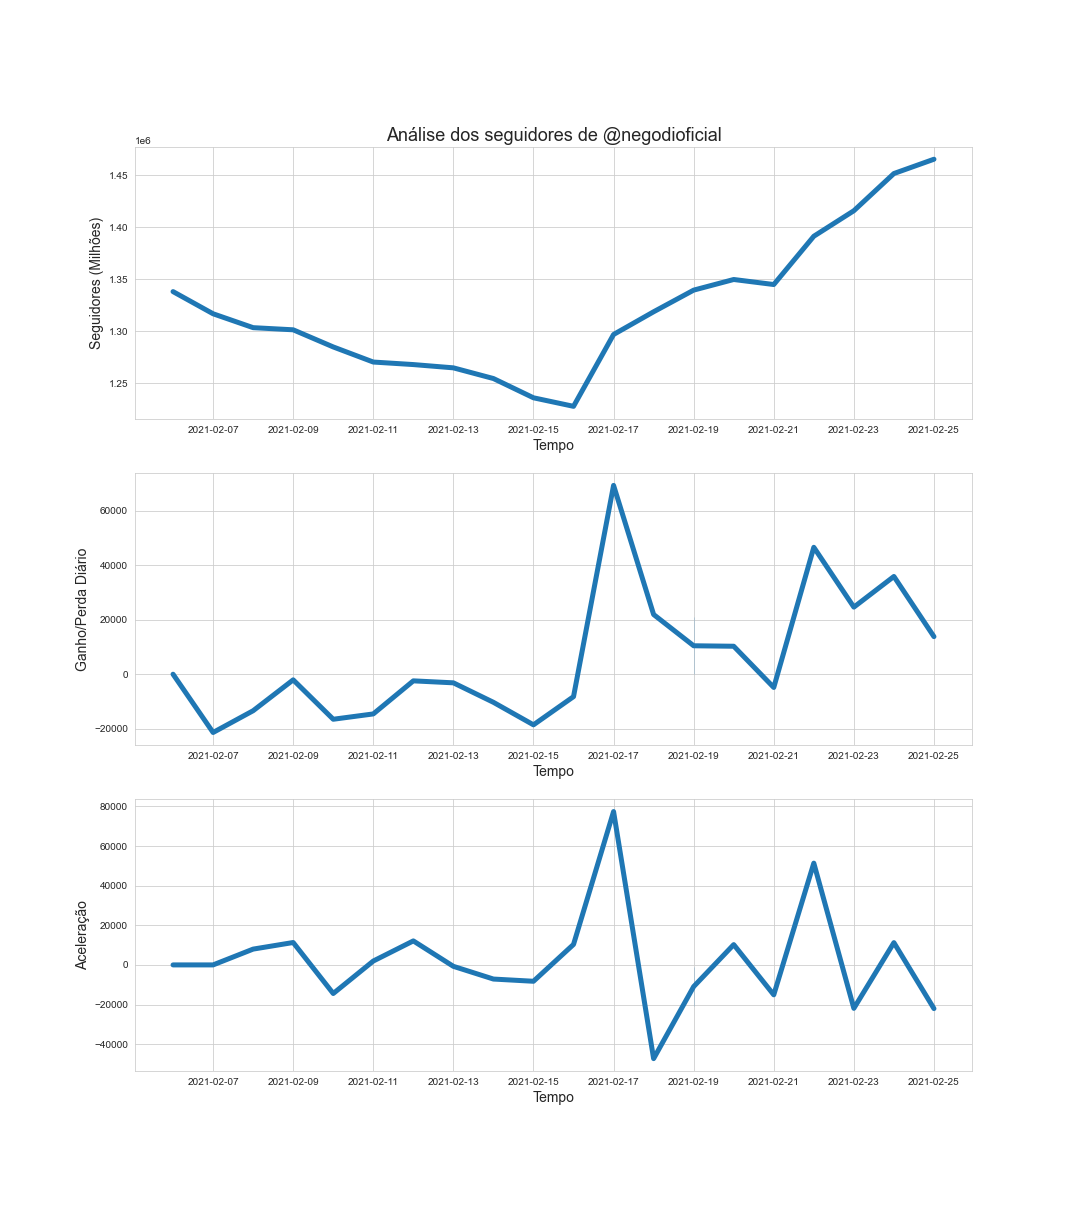 Análise dos seguidores de @negodioficial
1e6
1.45
1.40
1.35
1.30
1.25
Seguidores (Milhões)
2021-02-07 2021-02-09 2021-02-11 2021-02-13 2021-02-15 2021-02-17 2021-02-19 2021-02-21 2021-02-23 2021-02-25
Tempo
60000
40000
20000
0
−20000
Ganho/Perda Diário
2021-02-07 2021-02-09 2021-02-11 2021-02-13 2021-02-15 2021-02-17 2021-02-19 2021-02-21 2021-02-23 2021-02-25
Tempo
80000
60000
40000
20000
0
−20000
−40000
Aceleração
2021-02-07 2021-02-09 2021-02-11 2021-02-13 2021-02-15 2021-02-17 2021-02-19 2021-02-21 2021-02-23 2021-02-25
Tempo